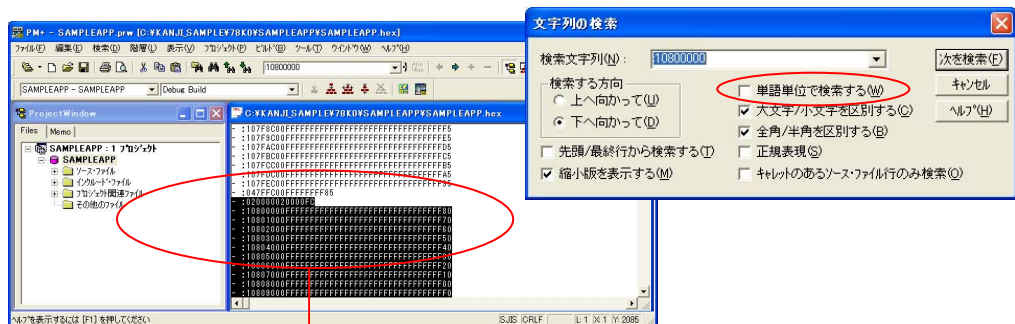 PM+ - SAMPLEAPP.prw [C:¥KANJI_SAMPLE¥78K0¥SAMPLEAPP¥SAMPLEAPP.hex]
ファイル(F) 編集(E) 検索(D) 階層(L) 表示(V) プロジェクト(P) ビルド(B) ツール(T) ウインドウ(W) ヘルプ(H)
10800000
SAMPLEAPP - SAMPLEAPP
Debug Build
ProjectWindow
Files Memo
SAMPLEAPP : 1 プロジェクト
SAMPLEAPP
ソース・ファイル
インクルード・ファイル
プロジェクト関連ファイル
その他のファイル
C:¥KANJI_SAMPLE¥78K0¥SAMPLEAPP¥SAMPLEAPP.hex
- :107F8C00FFFFFFFFFFFFFFFFFFFFFFFFFFFFFFFFF5
- :107F9C00FFFFFFFFFFFFFFFFFFFFFFFFFFFFFFFFE5
- :107FAC00FFFFFFFFFFFFFFFFFFFFFFFFFFFFFFFFD5
- :107FBC00FFFFFFFFFFFFFFFFFFFFFFFFFFFFFFFFC5
- :107FCC00FFFFFFFFFFFFFFFFFFFFFFFFFFFFFFFFB5
- :107FDC00FFFFFFFFFFFFFFFFFFFFFFFFFFFFFFFFA5
- :107FEC00FFFFFFFFFFFFFFFFFFFFFFFFFFFFFFFF95
- :047FFC00FFFFFFFF85
- :020000020000FC
- :10800000FFFFFFFFFFFFFFFFFFFFFFFFFFFFFFFF80
- :10801000FFFFFFFFFFFFFFFFFFFFFFFFFFFFFFFF70
- :10802000FFFFFFFFFFFFFFFFFFFFFFFFFFFFFFFF60
- :10803000FFFFFFFFFFFFFFFFFFFFFFFFFFFFFFFF50
- :10804000FFFFFFFFFFFFFFFFFFFFFFFFFFFFFFFF40
- :10805000FFFFFFFFFFFFFFFFFFFFFFFFFFFFFFFF30
- :10806000FFFFFFFFFFFFFFFFFFFFFFFFFFFFFFFF20
- :10807000FFFFFFFFFFFFFFFFFFFFFFFFFFFFFFFF10
- :10808000FFFFFFFFFFFFFFFFFFFFFFFFFFFFFFFF00
- :10809000FFFFFFFFFFFFFFFFFFFFFFFFFFFFFFFFF0
ヘルプを表示するには [F1] を押してください
SJIS CRLF L: 1 X: 1 Y: 2085
文字列の検索
検索文字列(N) : 10800000
次を検索(F)
検索する方向
上へ向かって(U)
下へ向かって(D)
単語単位で検索する(W)
キャンセル
大文字/小文字を区別する(C)
ヘルプ(H)
全角/半角を区別する(B)
先頭/最終行から検索する(T)
正規表現(S)
縮小版を表示する(M)
キャレットのあるソース・ファイル行のみ検索(O)